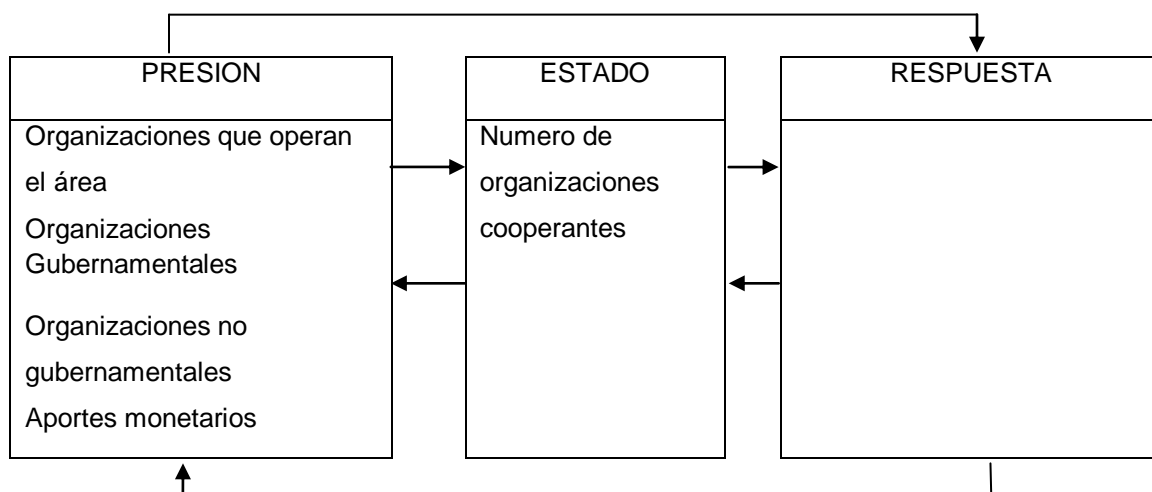 PRESION
Organizaciones que operan
el área
Organizaciones
Gubernamentales
Organizaciones no
gubernamentales
Aportes monetarios
ESTADO
Numero de
organizaciones
cooperantes
RESPUESTA